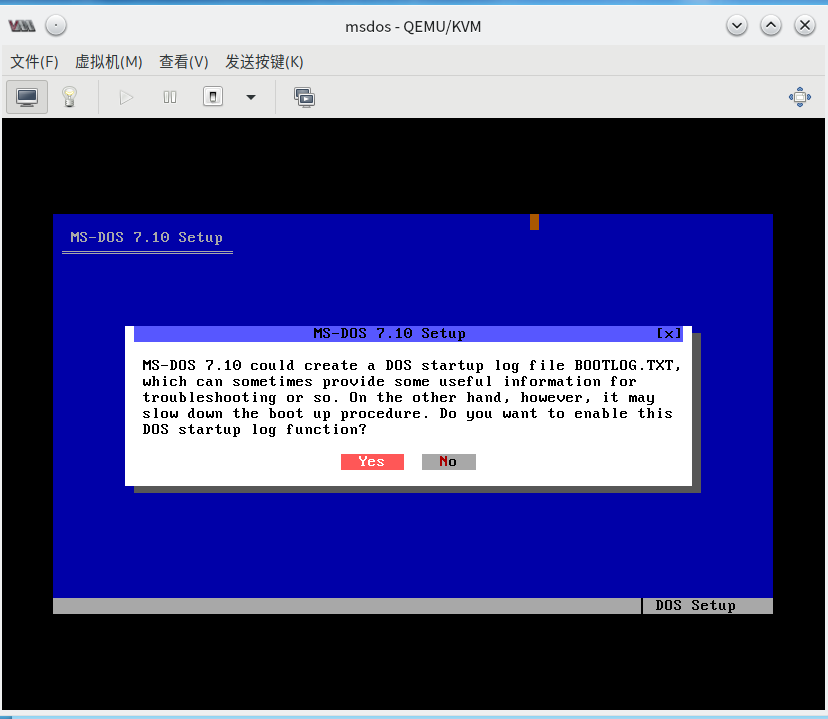 msdos - QEMU/KVM
文件(F) 虚拟机(M) 查看(V) 发送按键(K)
MS-DOS 7.10 Setup
MS-DOS 7.10 Setup [x]
MS-DOS 7.10 could create a DOS startup log file BOOTLOG.TXT,
which can sometimes provide some useful information for
troubleshooting or so. On the other hand, however, it may
slow down the boot up procedure. Do you want to enable this
DOS startup log function?
Yes No
DOS Setup